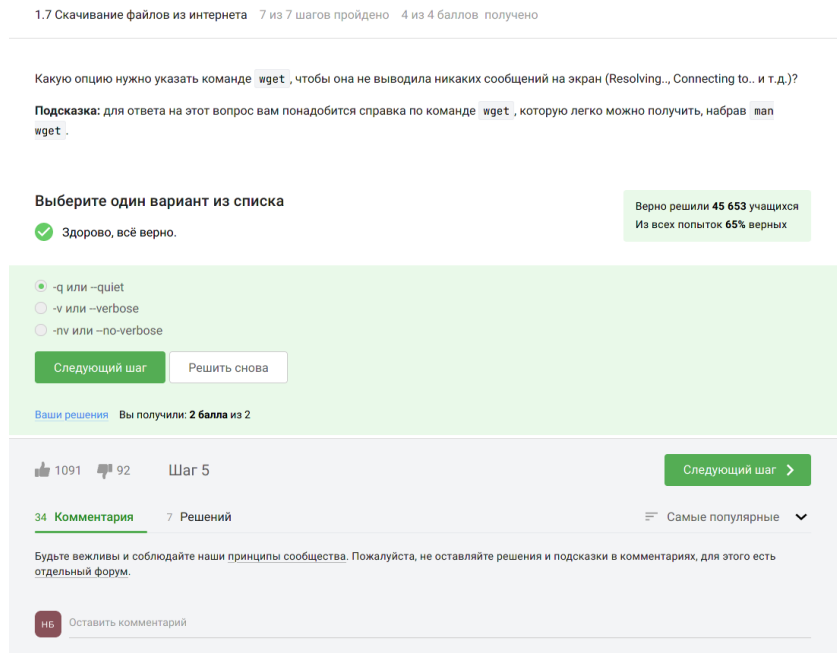 1.7 Скачивание файлов из интернета 7 из 7 шагов пройдено 4 из 4 баллов получено
Какую опцию нужно указать команде wget, чтобы она не выводила никаких сообщений на экран (Resolving.., Connecting to.. и т.д.)?
Подсказка: для ответа на этот вопрос вам понадобится справка по команде wget, которую легко можно получить, набрав man
wget.
Выберите один вариант из списка
Верно решили 45 653 учащихся
Из всех попыток 65% верных
Здорово, всё верно.
-q или --quiet
-v или --verbose
-nv или --no-verbose
Следующий шаг Решить снова
Ваши решения Вы получили: 2 балла из 2
1091 92 Шаг 5 Следующий шаг
34 Комментария 7 Решений Самые популярные
Будьте вежливы и соблюдайте наши принципы сообщества. Пожалуйста, не оставляйте решения и подсказки в комментариях, для этого есть
отдельный форум.
НБ Оставить комментарий